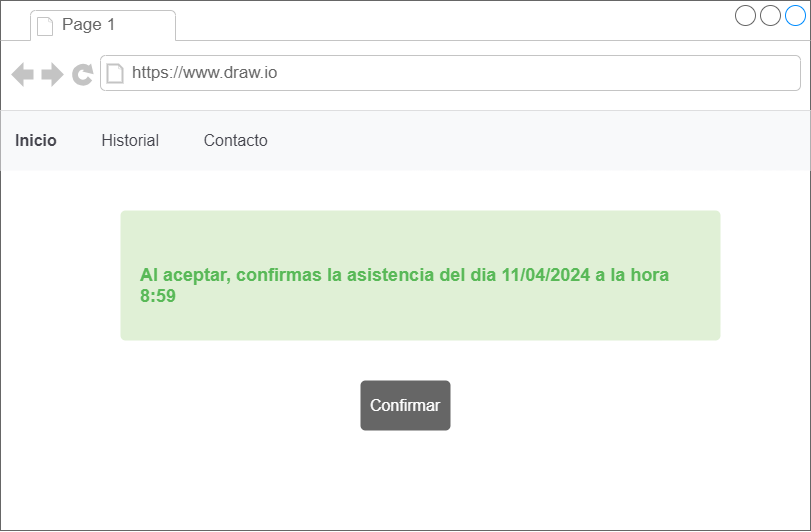 Page 1
https://www.draw.io
Inicio Historial Contacto
Al aceptar, confirmas la asistencia del dia 11/04/2024 a la hora
8:59
Confirmar